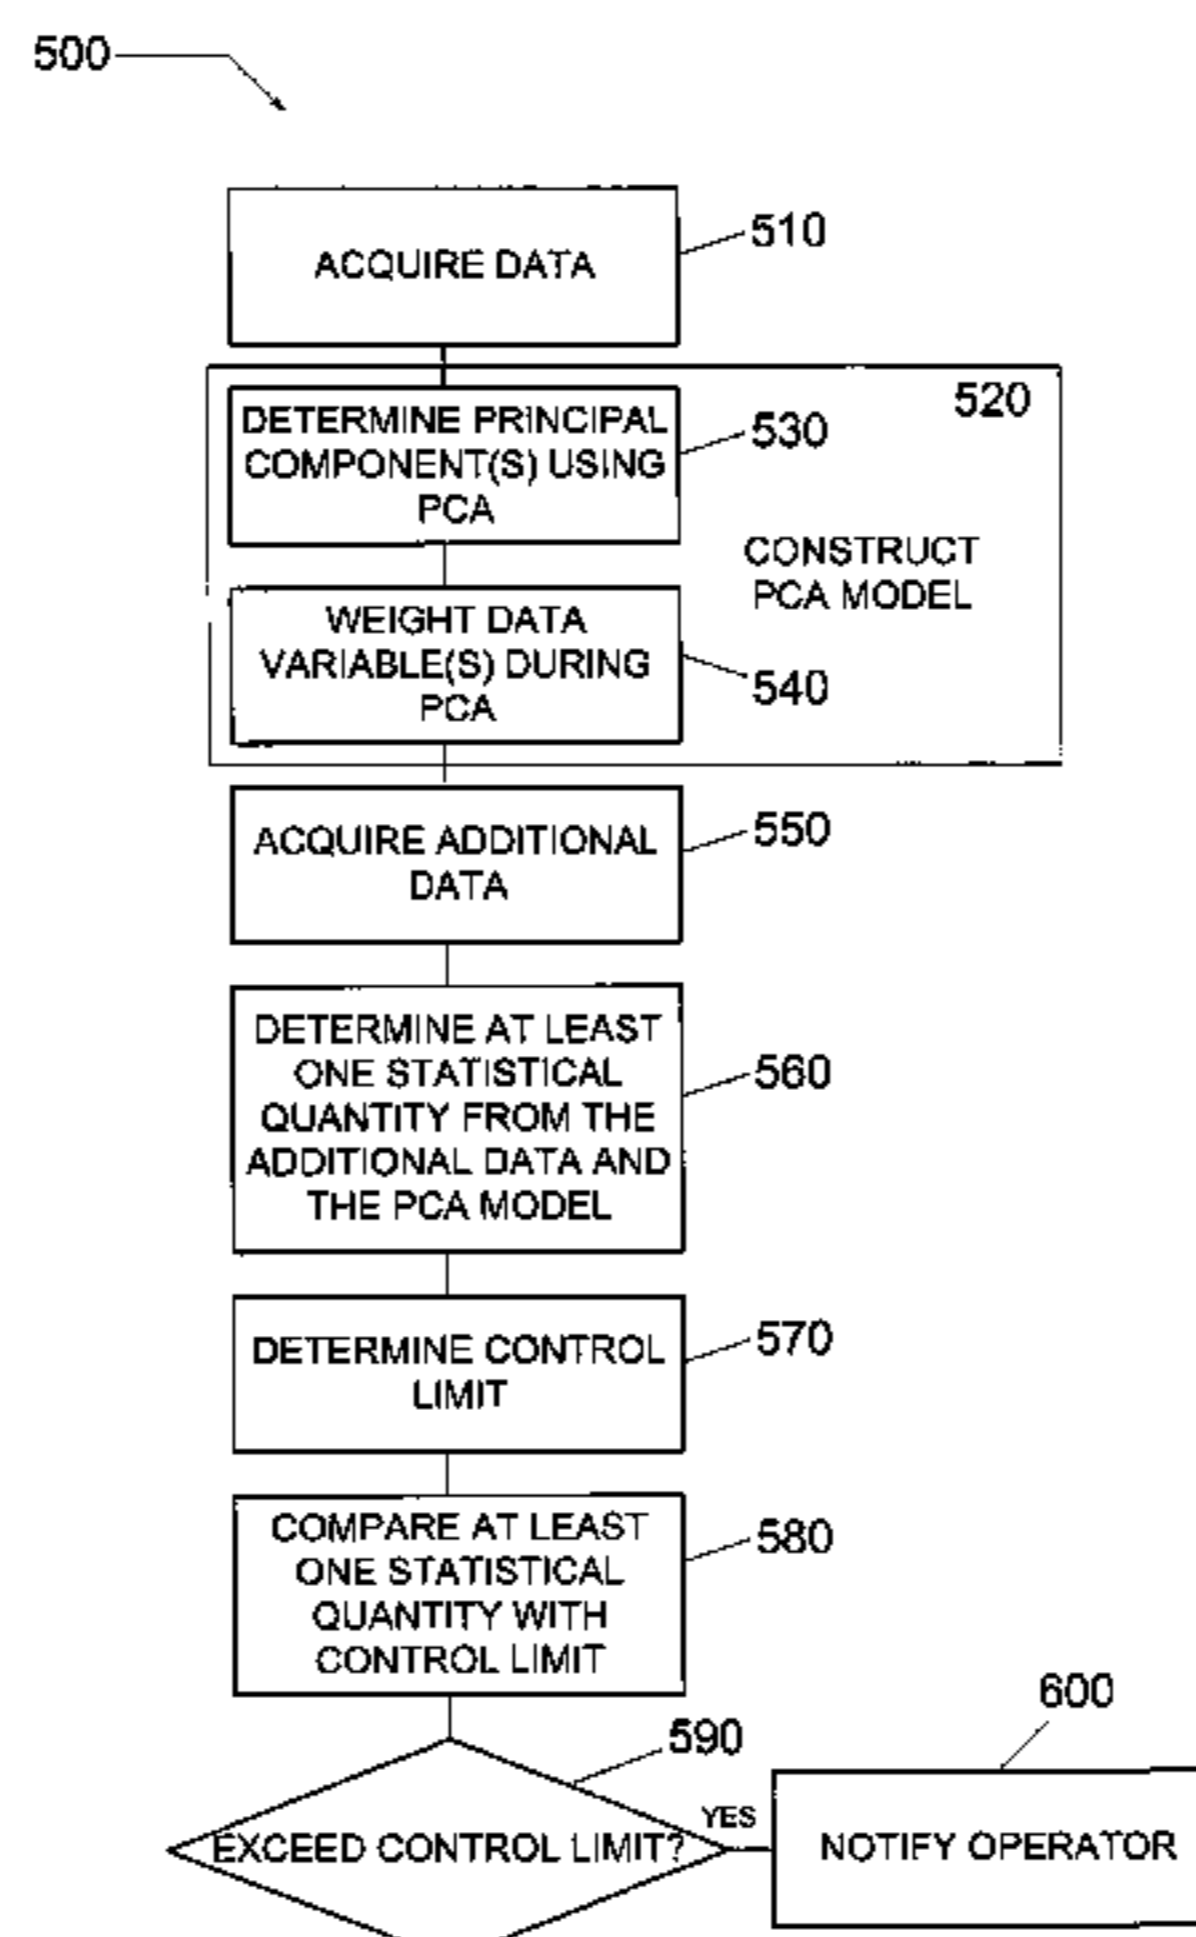 500
ACQUIRE DATA
510
520
DETERMINE PRINCIPAL
COMPONENT(S) USING
PCA
530
CONSTRUCT
PCA MODEL
WEIGHT DATA
VARIABLE(S) DURING
PCA
540
ACQUIRE ADDITIONAL
DATA
550
DETERMINE AT LEAST
ONE STATISTICAL
QUANTITY FROM THE
ADDITIONAL DATA AND
THE PCA MODEL
560
DETERMINE CONTROL
LIMIT
570
COMPARE AT LEAST
ONE STATISTICAL
QUANTITY WITH
CONTROL LIMIT
580
590
EXCEED CONTROL LIMIT?
YES
600
NOTIFY OPERATOR